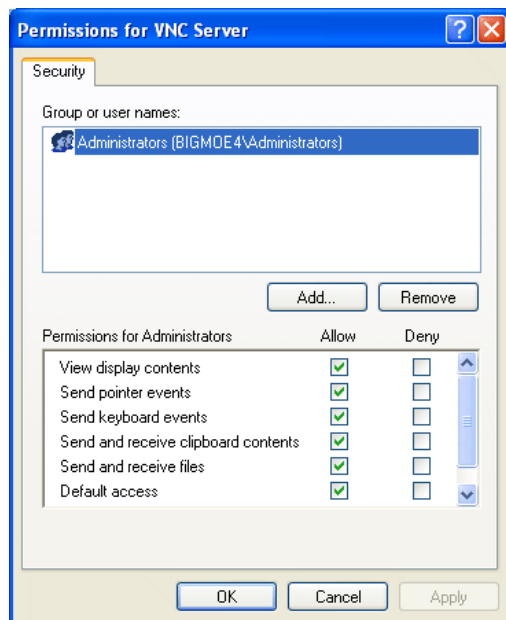 Permissions for VNC Server
Security
Group or user names:
Administrators (BIGMOE4\Administrators)
Add... Remove
Permissions for Administrators Allow Deny
View display contents
Send pointer events
Send keyboard events
Send and receive clipboard contents
Send and receive files
Default access
OK Cancel Apply